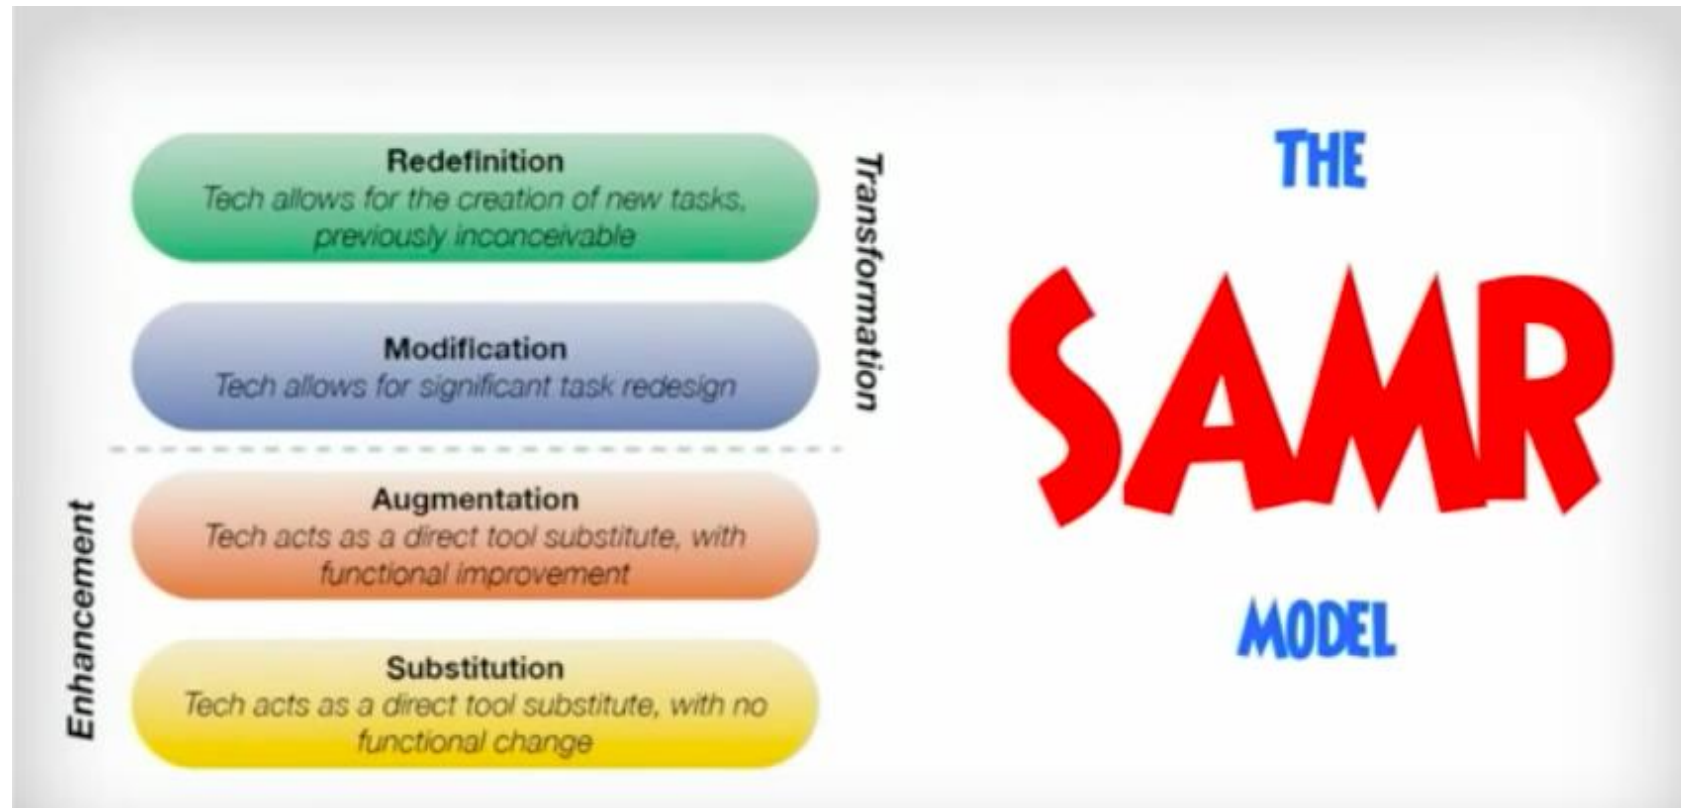 Redefinition
Tech allows for the creation of new tasks,
previously inconceivable
Modification
Tech allows for significant task redesign
Transformation
Augmentation
Tech acts as a direct tool substitute, with
functional improvement
Substitution
Tech acts as a direct tool substitute, with no
functional change
Enhancement
THE
SAMR
MODEL